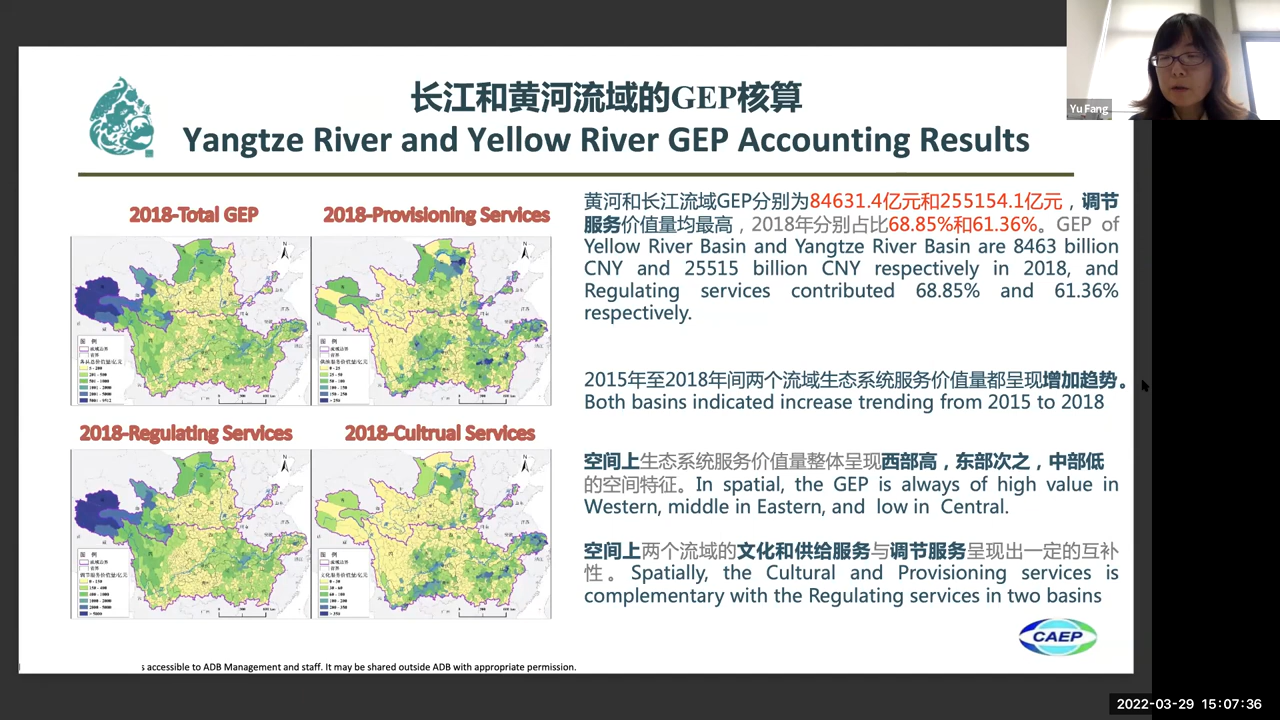 Yu Fang
长江和黄河流域的GEP核算
Yangtze River and Yellow River GEP Accounting Results
2018-Total GEP
2018-Provisioning Services
2018-Regulating Services
2018-Cultrual Services
黄河和长江流域GEP分别为84631.4亿元和255154.1亿元，调节
服务价值量均最高，2018年分别占比68.85%和61.36%。GEP of
Yellow River Basin and Yangtze River Basin are 8463 billion
CNY and 25515 billion CNY respectively in 2018, and
Regulating services contributed 68.85% and 61.36%
respectively.
2015年至2018年间两个流域生态系统服务价值量都呈现增加趋势。
Both basins indicated increase trending from 2015 to 2018
空间上生态系统服务价值量整体呈现西部高，东部次之，中部低
的空间特征。In spatial, the GEP is always of high value in
Western, middle in Eastern, and low in Central.
空间上两个流域的文化和供给服务与调节服务呈现出一定的互补
性。Spatially, the Cutural and Provisioning services is
complementary with the Regulating services in two basins
CAEP
s accessible to ADB Management and staff. It may be shared outside ADB with appropriate permission.
2022-03-29 15:07:36